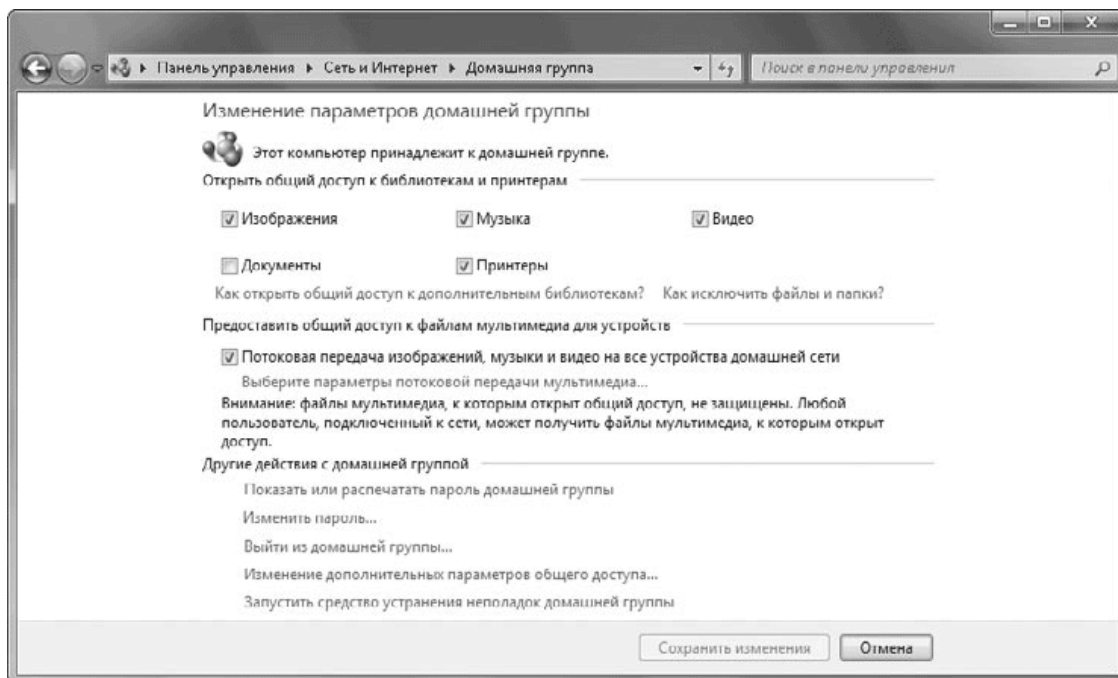 Панель управления ▸ Сеть и Интернет ▸ Домашняя группа
Поиск в панели управления
Изменение параметров домашней группы
Этот компьютер принадлежит к домашней группе.
Открыть общий доступ к библиотекам и принтерам
Изображения Музыка Видео
Документы Принтеры
Как открыть общий доступ к дополнительным библиотекам? Как исключить файлы и папки?
Предоставить общий доступ к файлам мультимедиа для устройств
Потоковая передача изображений, музыки и видео на все устройства домашней сети
Выберите параметры потоковой передачи мультимедиа...
Внимание: файлы мультимедиа, к которым открыт общий доступ, не защищены. Любой
пользователь, подключенный к сети, может получить файлы мультимедиа, к которым открыт
доступ.
Другие действия с домашней группой
Показать или распечатать пароль домашней группы
Изменить пароль...
Выйти из домашней группы...
Изменение дополнительных параметров общего доступа...
Запустить средство устранения неполадок домашней группы
Сохранить изменения Отмена